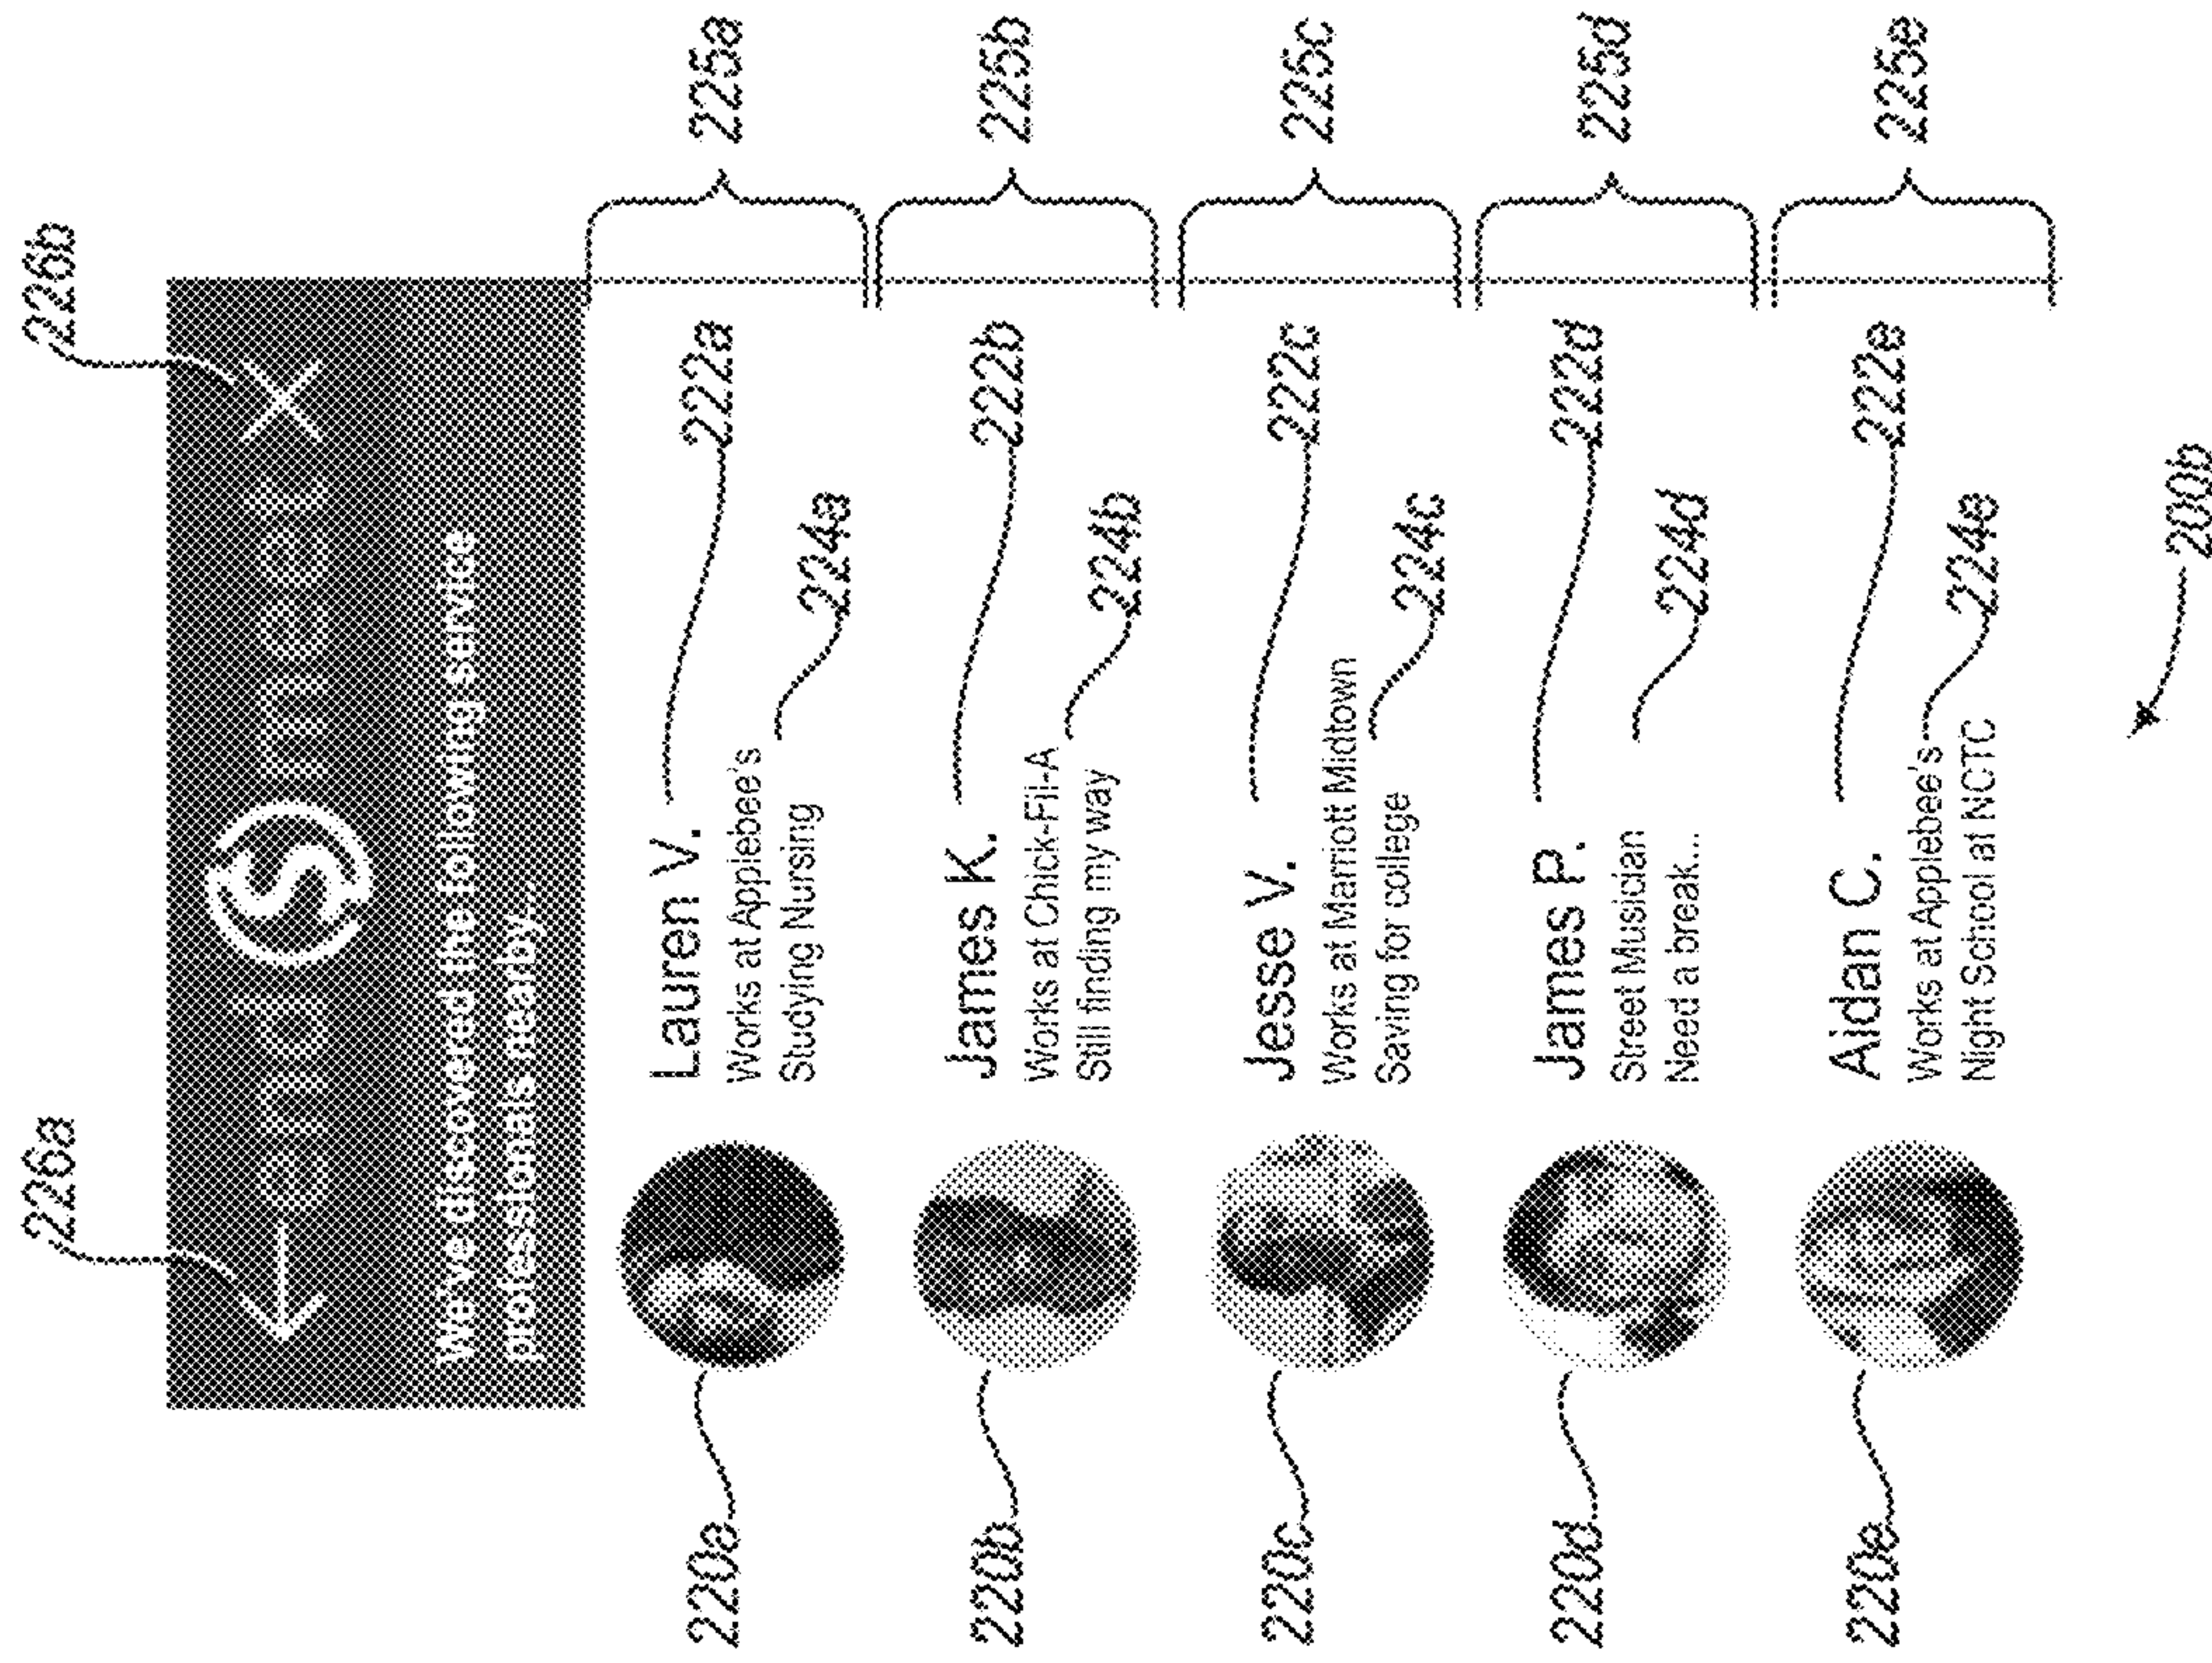 226a
226b
and S meet X
We've discovered the following service
professionals nearby...
220a
Lauren V.
222a
Works at Applebee's
Studying Nursing
224a
225a
220b
James K.
222b
Works at Chick-Fil-A
Still finding my way
224b
225b
220c
Jesse V.
222c
Works at Marriott Midtown
Saving for college
224c
225c
220d
James P.
222d
Street Musician
Need a break...
224d
225d
220e
Aidan C.
222e
Works at Applebee's
Night School at NCTC
224e
225e
200b